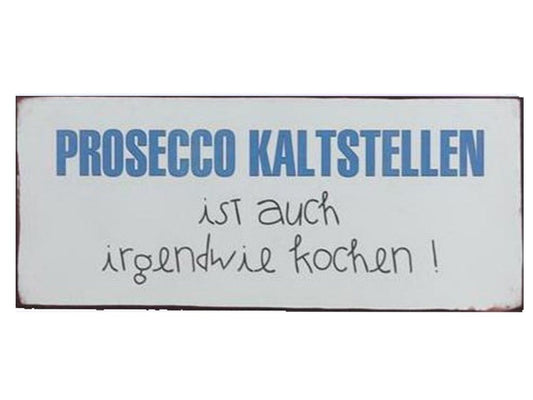 PROSECCO KALTSTELLEN
ist auch
irgendwie kochen !